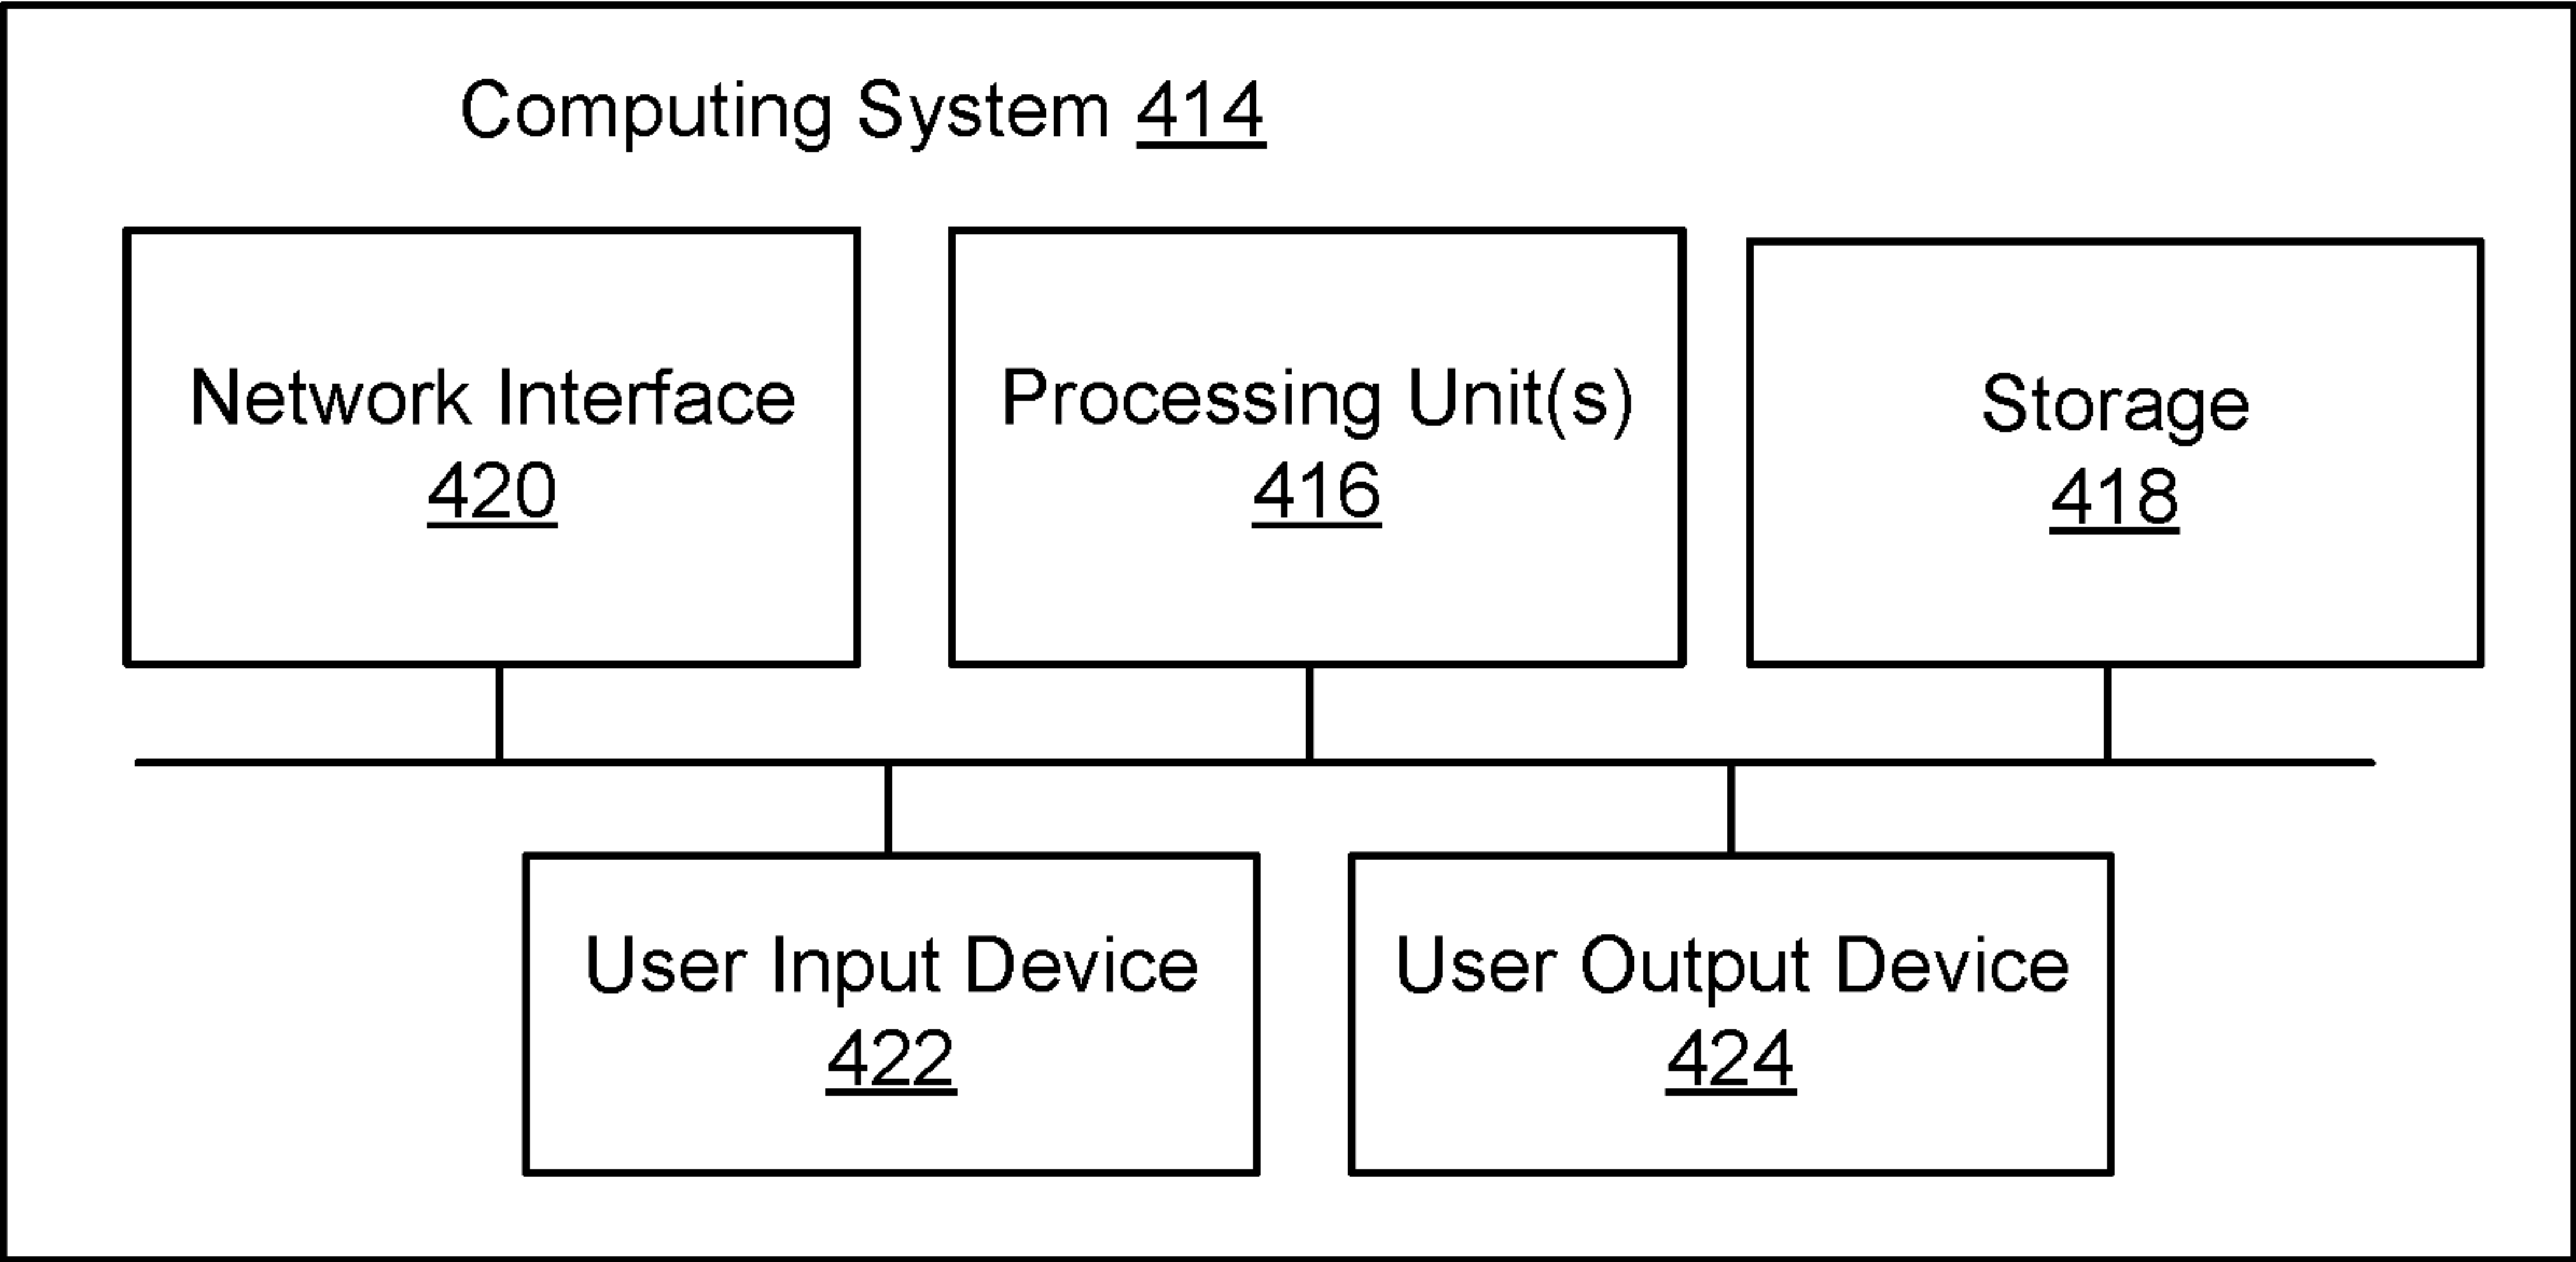 Computing System 414
Network Interface
420
Processing Unit(s)
416
Storage
418
User Input Device
422
User Output Device
424